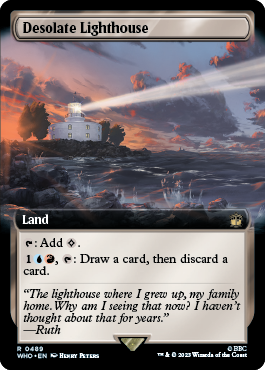 Desolate Lighthouse
Land
: Add .
1, : Draw a card, then discard a
card.
“The lighthouse where I grew up, my family
home. Why am I seeing that now? I haven’t
thought about that for years.”
—Ruth
R 0489
WHO • EN Henry Peters
© BBC
™ & © 2023 Wizards of the Coast